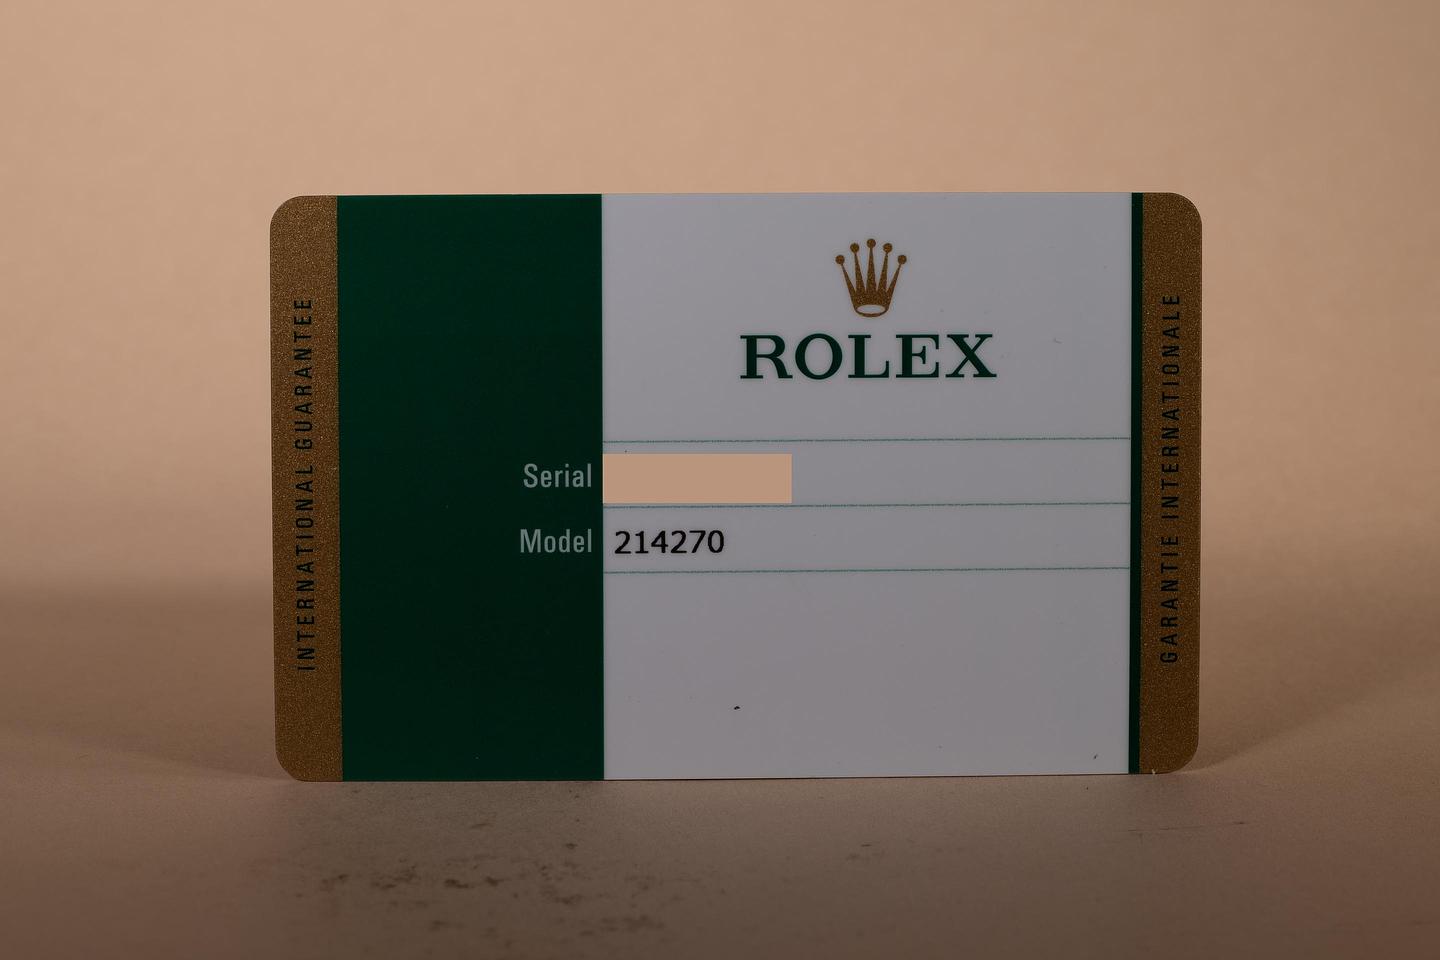 INTERNATIONAL GUARANTEE
ROLEX
Serial
Model 214270
GARANTIE INTERNATIONALE